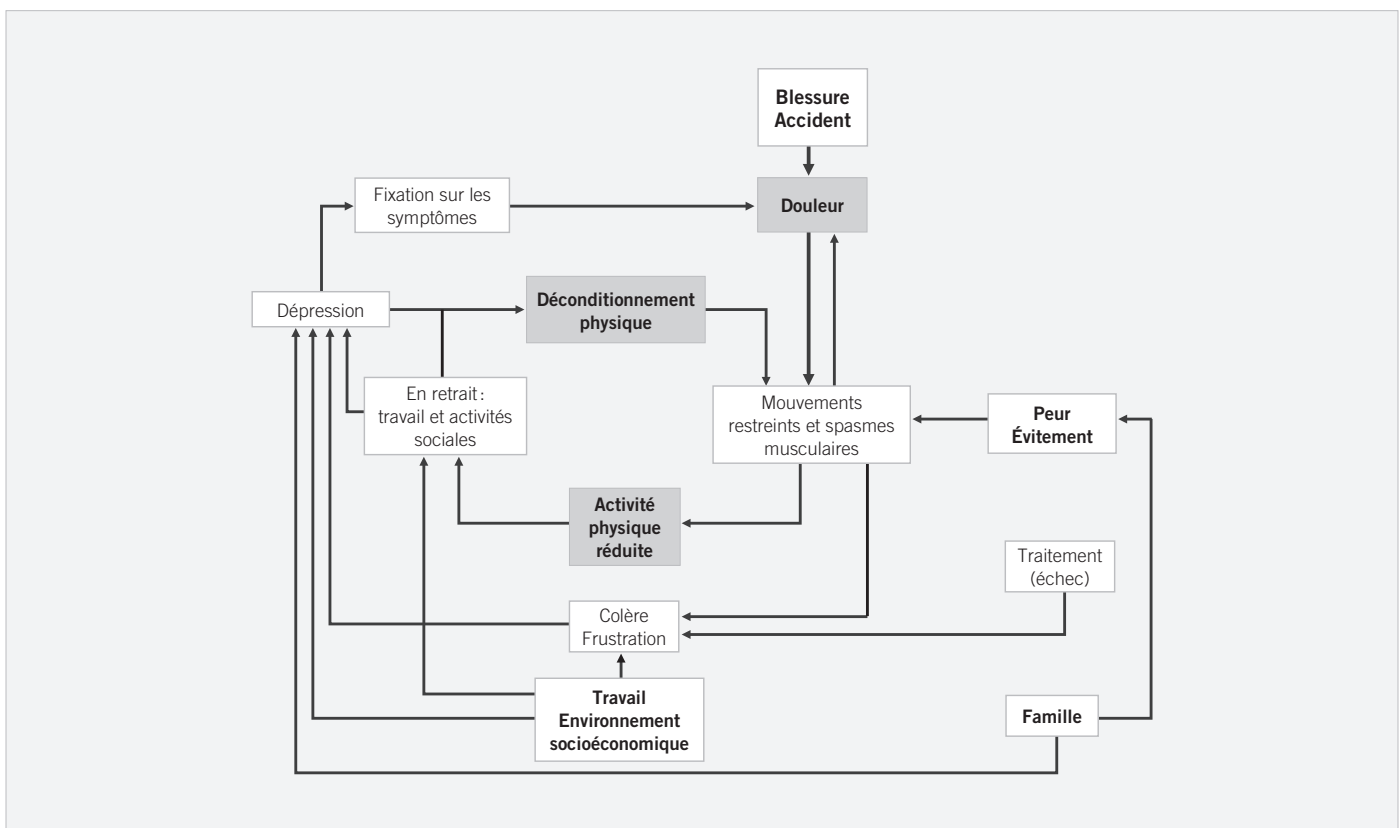 Blessure
Accident
Fixation sur les
symptômes
Douleur
Déconditionnement
physique
Dépression
En retrait :
travail et activités
sociales
Mouvements
restreints et spasmes
musculaires
Peur
Évitement
Activité
physique
réduite
Traitement
(échec)
Colère
Frustration
Travail
Environnement
socioéconomique
Famille